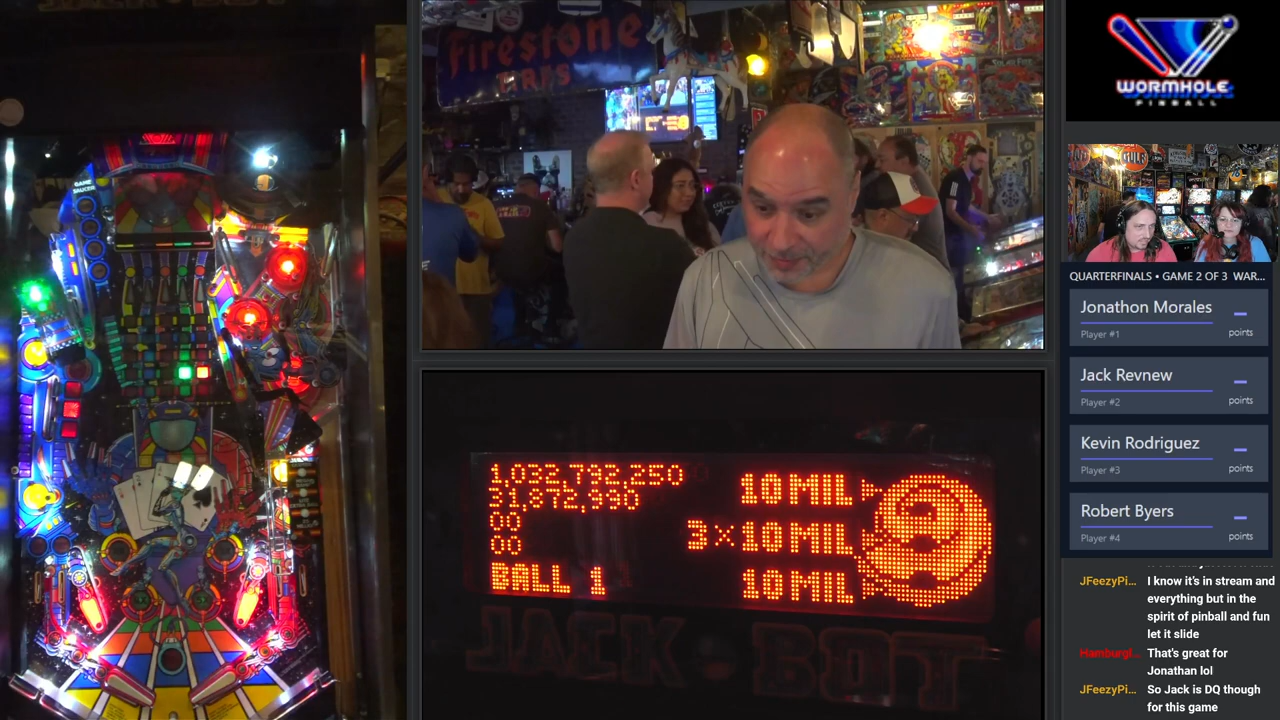 Firestone
TIRES
GAME
SAUCER
1,032,792,250
31,872,990
00
00
BALL 1
10 MIL
3×10 MIL
10 MIL
JACK·BOT
WORMHOLE
PINBALL
GULF
QUARTERFINALS • GAME 2 OF 3 WAR...
Jonathon Morales
Player #1
–
points
Jack Revnew
Player #2
–
points
Kevin Rodriguez
Player #3
–
points
Robert Byers
Player #4
–
points
JFeezyPi... I know it's in stream and
everything but in the
spirit of pinball and fun
let it slide
Hamburgl... That's great for
Jonathan lol
JFeezyPi... So Jack is DQ though
for this game